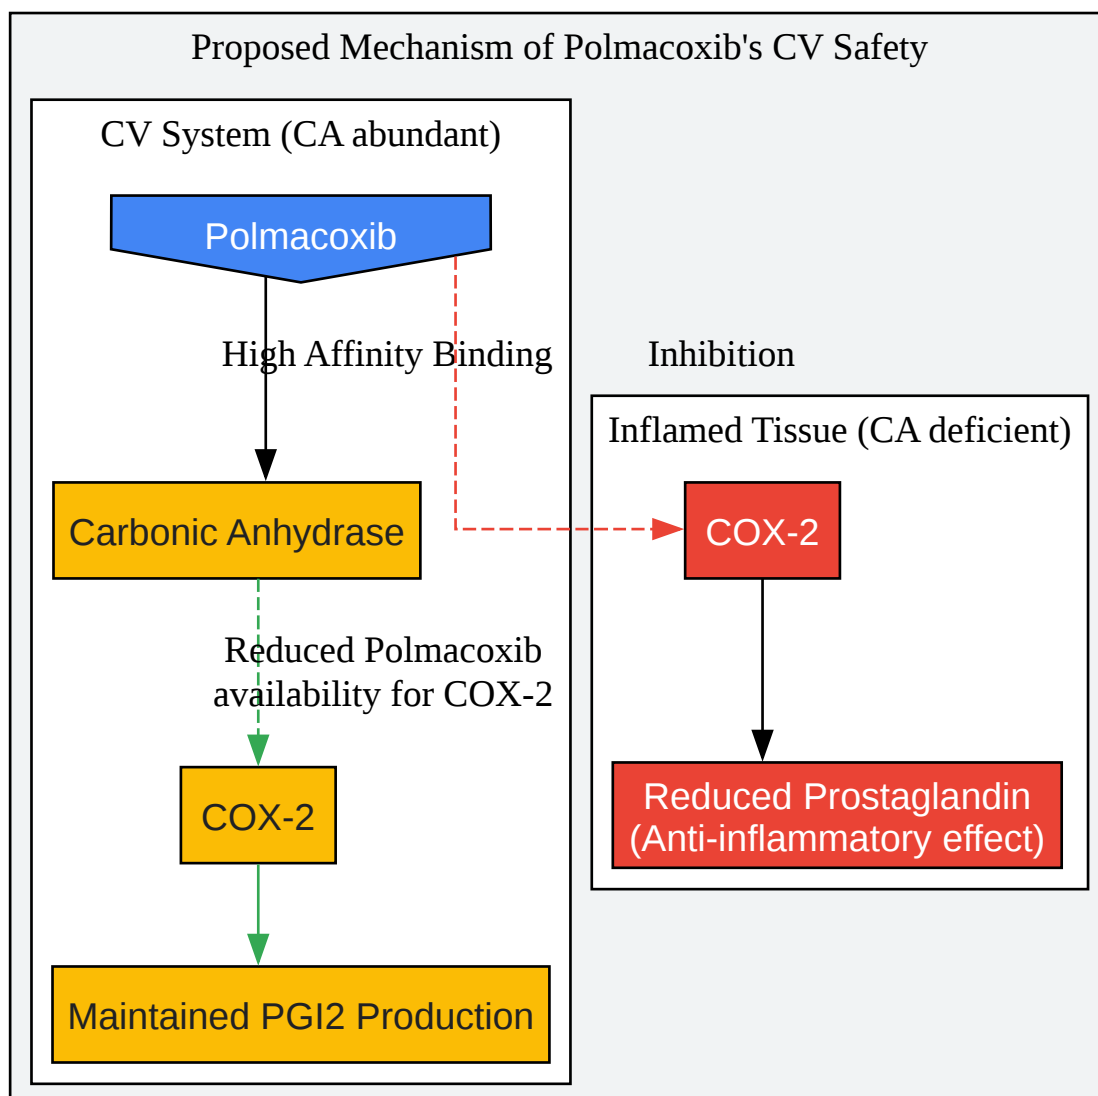 Proposed Mechanism of Polmacoxib's CV Safety
CV System (CA abundant)
Polmacoxib
High Affinity Binding
Inhibition
Inflamed Tissue (CA deficient)
Carbonic Anhydrase
COX-2
Reduced Polmacoxib
availability for COX-2
COX-2
Reduced Prostaglandin
(Anti-inflammatory effect)
Maintained PGI2 Production